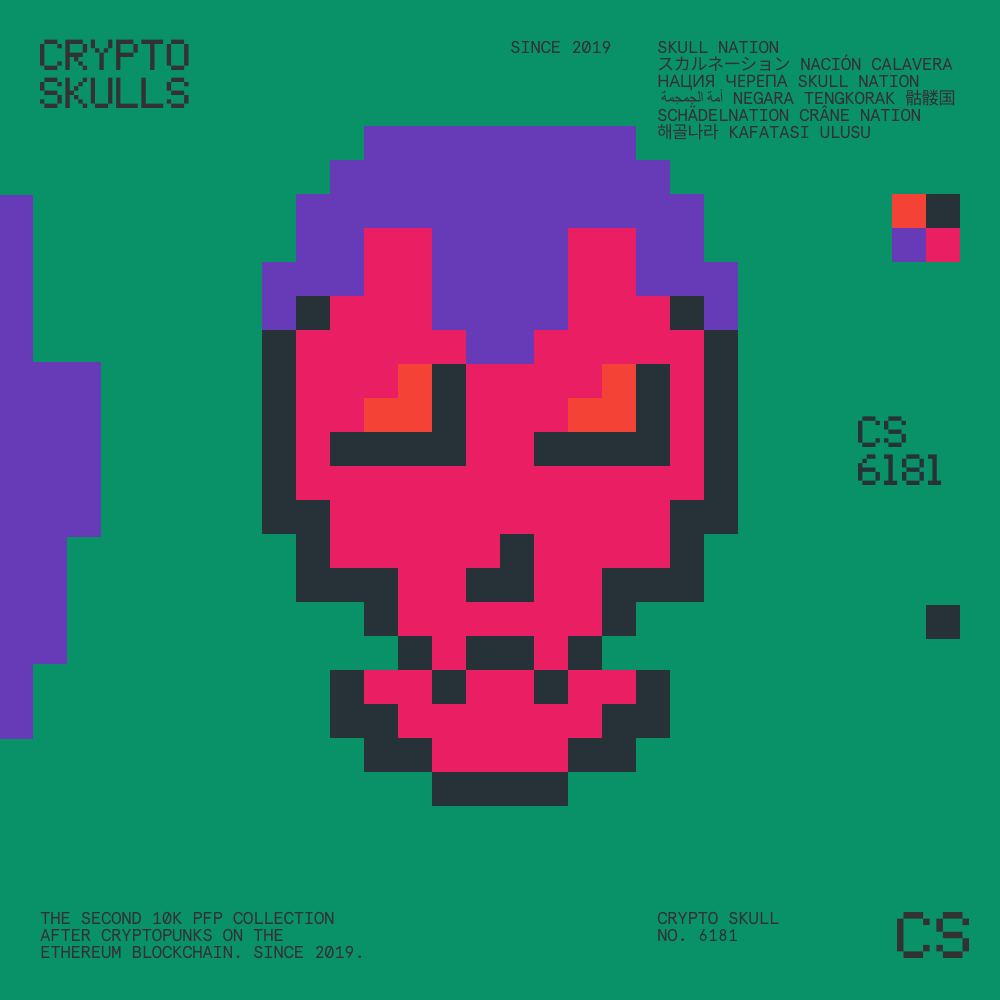 CRYPTO
SKULLS
SINCE 2019
SKULL NATION
スカルネーション NACIÓN CALAVERA
НАЦИЯ ЧЕРЕПА SKULL NATION
أمة الجمجمة NEGARA TENGKORAK 骷髅国
SCHÄDELNATION CRÂNE NATION
해골나라 KAFATASI ULUSU
CS
6181
THE SECOND 10K PFP COLLECTION
AFTER CRYPTOPUNKS ON THE
ETHEREUM BLOCKCHAIN. SINCE 2019.
CRYPTO SKULL
NO. 6181
CS